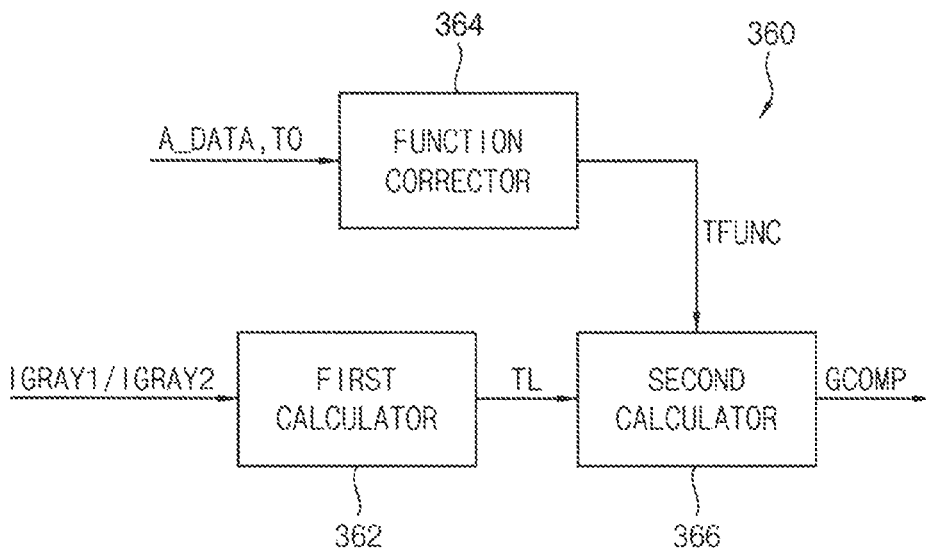 364
360
A_DATA, TO
FUNCTION
CORRECTOR
TFUNC
IGRAY1/IGRAY2
FIRST
CALCULATOR
TL
SECOND
CALCULATOR
GCOMP
362
366